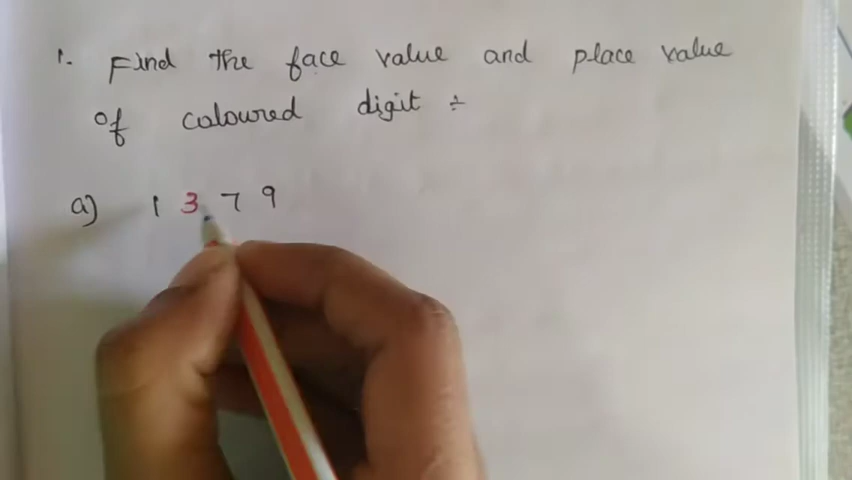 1. Find the face value and place value
of coloured digit ÷
a) 1 3 7 9